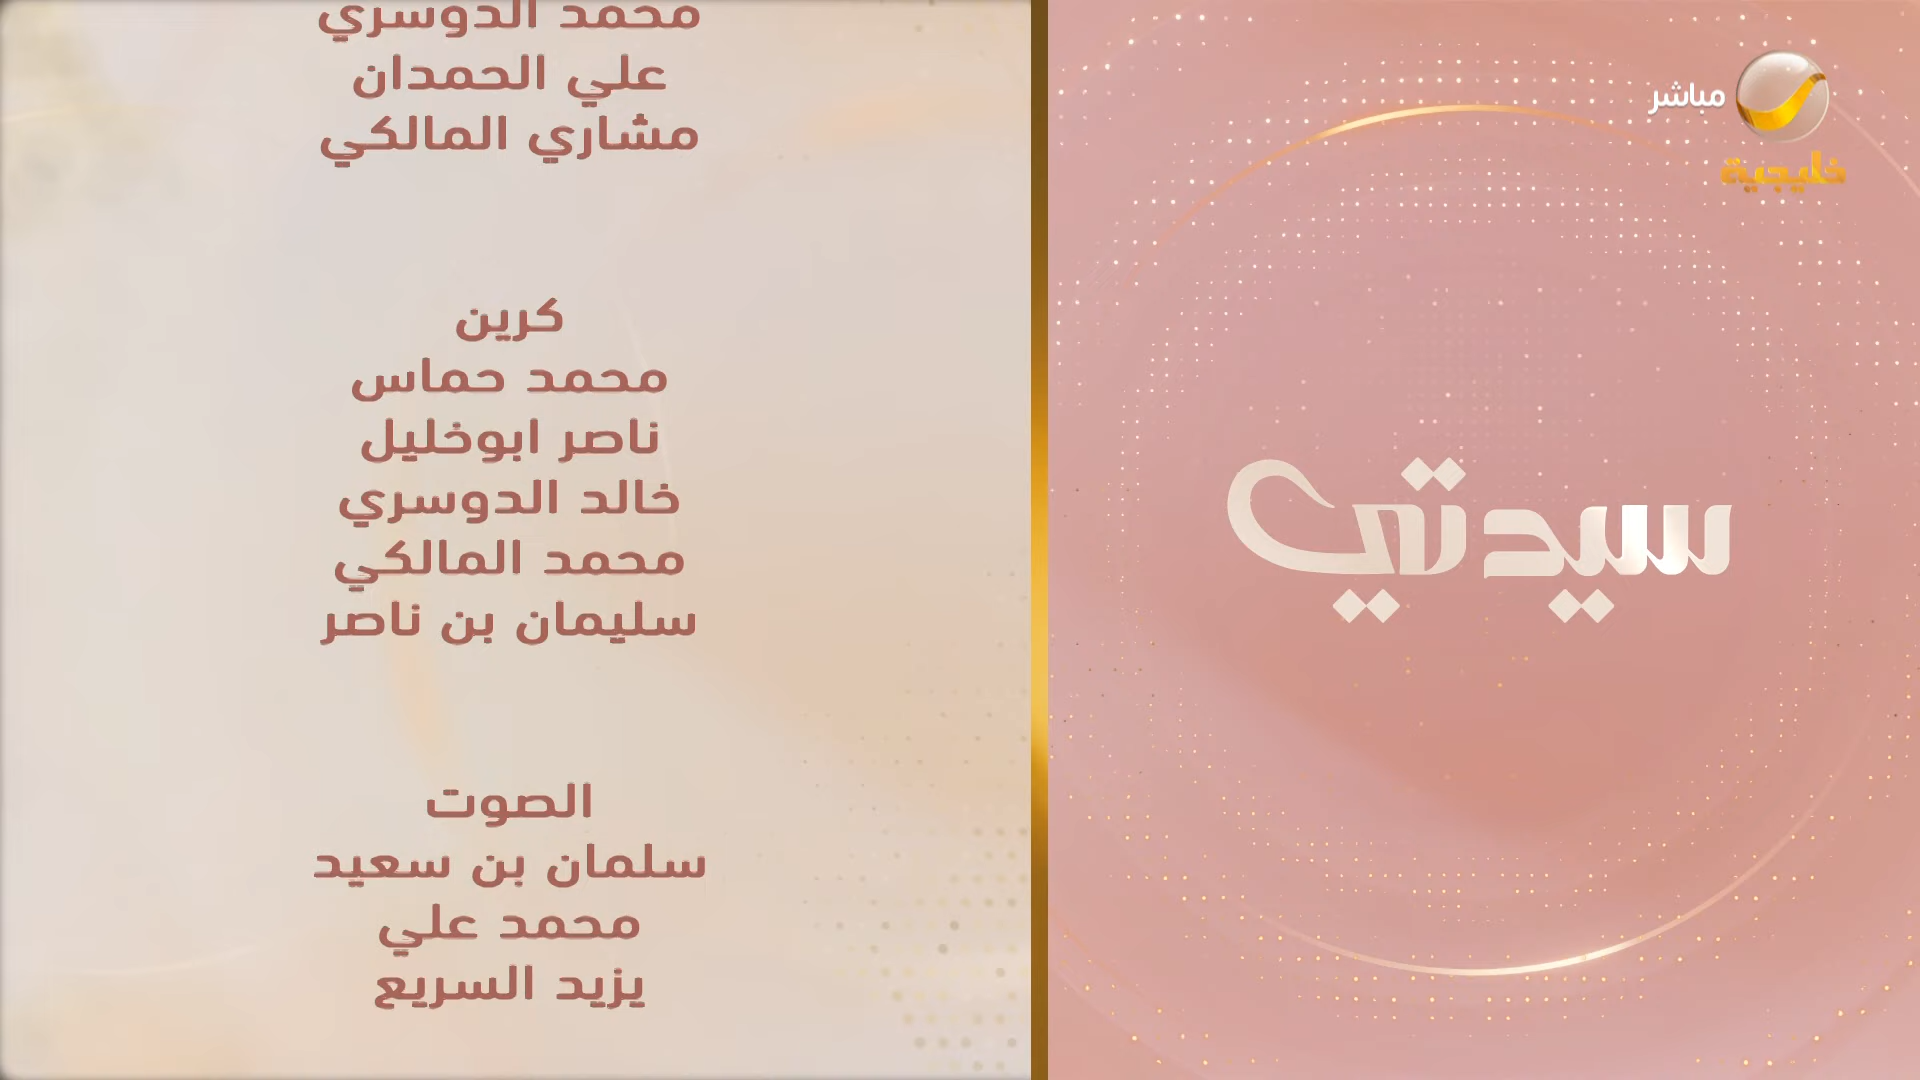 محمد الدوسري
علي الحمدان
مشاري المالكي
كرين
محمد حماس
ناصر ابوخليل
خالد الدوسري
محمد المالكي
سليمان بن ناصر
الصوت
سلمان بن سعيد
محمد علي
يزيد السريع
مباشر
خليجية
سيدتي